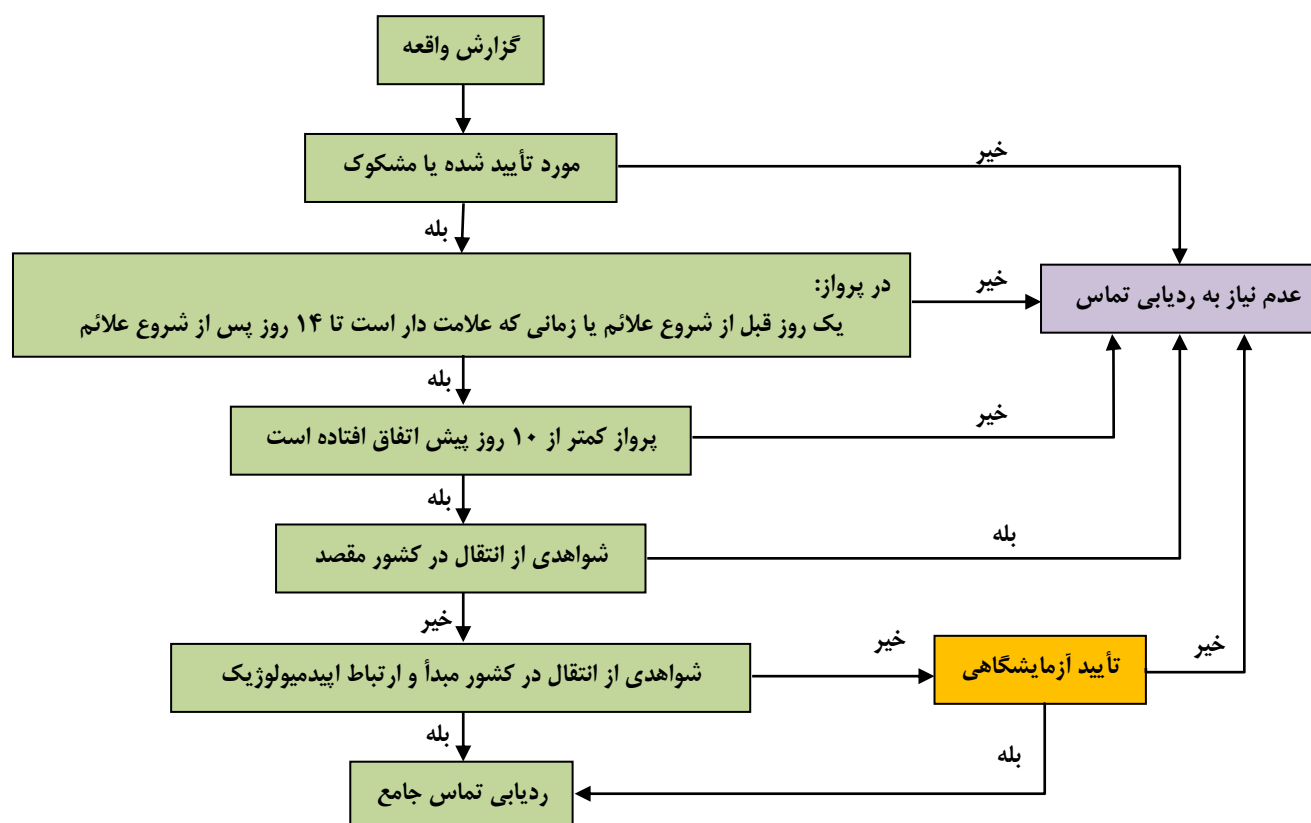 گزارش واقعه
مورد تأیید شده یا مشکوک
خیر
بله
در پرواز:
یک روز قبل از شروع علائم یا زمانی که علامت دار است تا ۱۴ روز پس از شروع علائم
خیر
عدم نیاز به ردیابی تماس
بله
پرواز کمتر از ۱۰ روز پیش اتفاق افتاده است
خیر
بله
شواهدی از انتقال در کشور مقصد
بله
خیر
شواهدی از انتقال در کشور مبدأ و ارتباط اپیدمیولوژیک
خیر
تأیید آزمایشگاهی
خیر
بله
بله
ردیابی تماس جامع